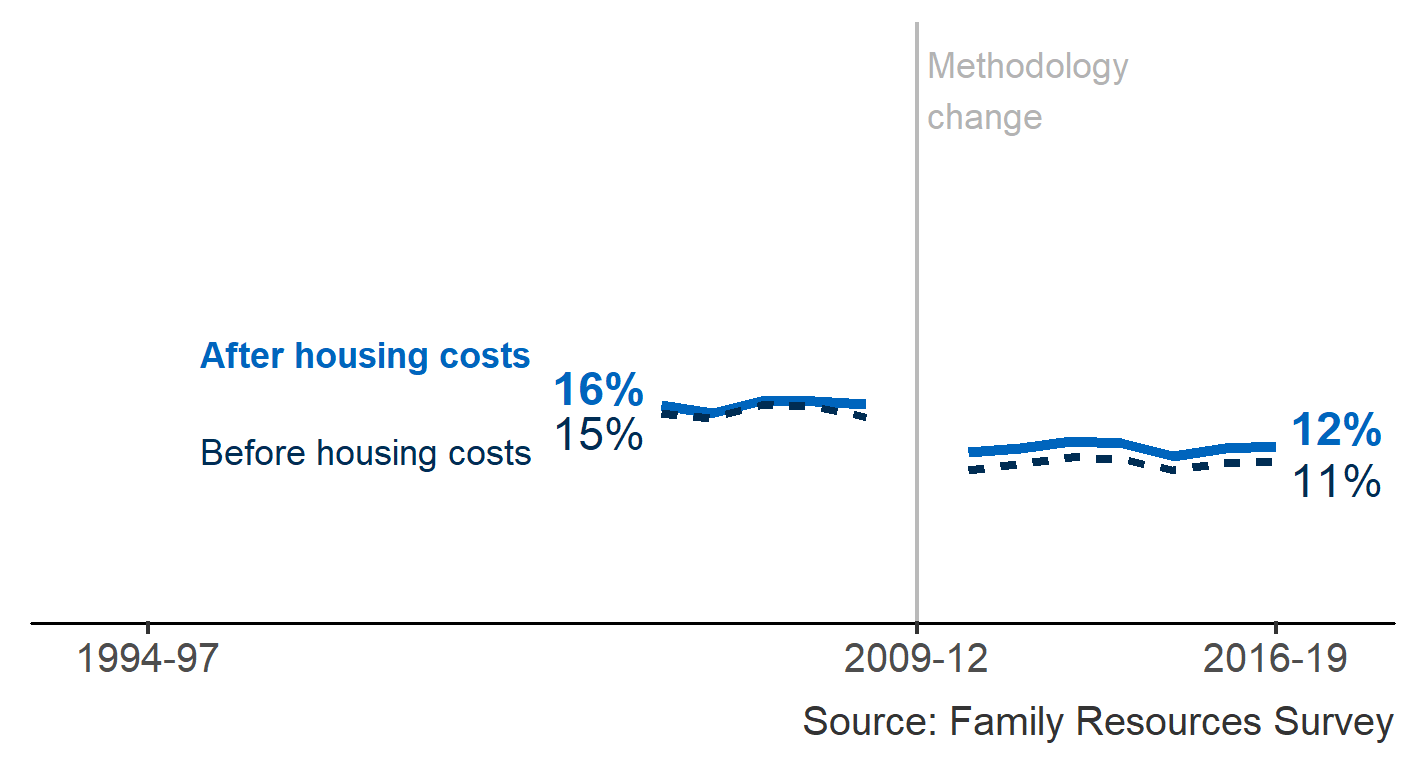 Methodology
change
After housing costs
16%
15%
Before housing costs
12%
11%
1994-97
2009-12
2016-19
Source: Family Resources Survey